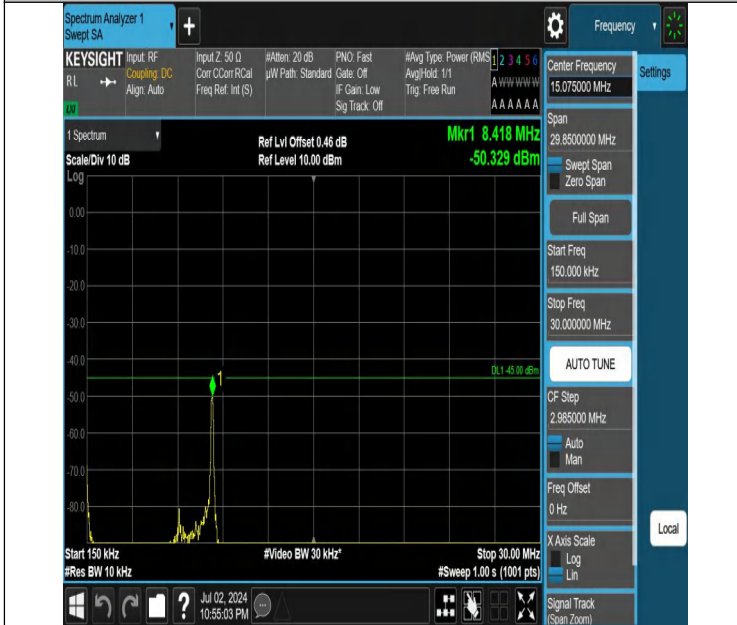 Spectrum Analyzer 1
Swept SA
+
Frequency
KEYSIGHT
RL
Input: RF
Coupling: DC
Align: Auto
Input Z: 50 Ω
Corr CCorr RCal
Freq Ref: Int (S)
#Atten: 20 dB
µW Path: Standard
PNO: Fast
Gate: Off
IF Gain: Low
Sig Track: Off
#Avg Type: Power (RMS
Avg|Hold: 1/1
Trig: Free Run
1 2 3 4 5 6
A W W W W W
A A A A A A
1 Spectrum
Scale/Div 10 dB
Log
Ref Lvl Offset 0.46 dB
Ref Level 10.00 dBm
Mkr1 8.418 MHz
-50.329 dBm
0.00
-10.0
-20.0
-30.0
-40.0
-50.0
-60.0
-70.0
-80.0
1
DL1 -45.00 dBm
Start 150 kHz
#Res BW 10 kHz
#Video BW 30 kHz*
Stop 30.00 MHz
#Sweep 1.00 s (1001 pts)
?
Jul 02, 2024
10:55:03 PM
Center Frequency
15.075000 MHz
Settings
Span
29.8500000 MHz
Swept Span
Zero Span
Full Span
Start Freq
150.000 kHz
Stop Freq
30.000000 MHz
AUTO TUNE
CF Step
2.985000 MHz
Auto
Man
Freq Offset
0 Hz
X Axis Scale
Log
Lin
Signal Track
(Span Zoom)
Local